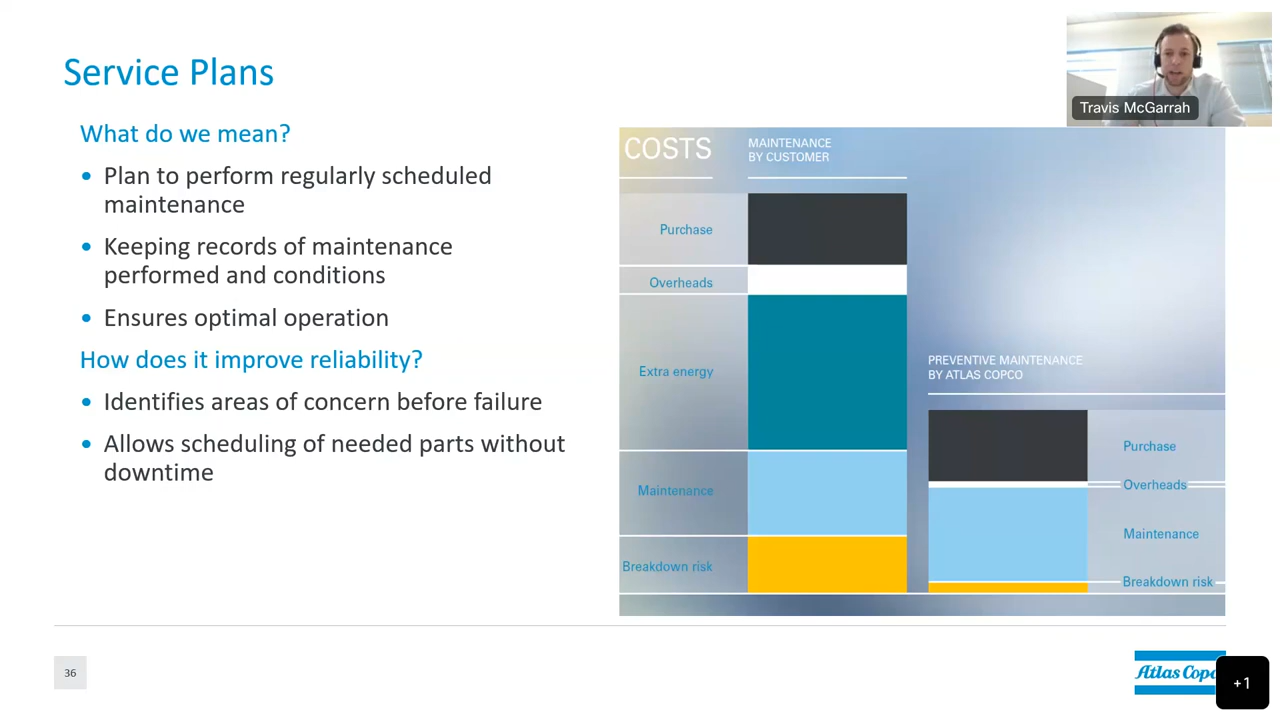 Service Plans
What do we mean?
• Plan to perform regularly scheduled
maintenance
• Keeping records of maintenance
performed and conditions
• Ensures optimal operation
How does it improve reliability?
• Identifies areas of concern before failure
• Allows scheduling of needed parts without
downtime
Travis McGarrah
COSTS
MAINTENANCE
BY CUSTOMER
Purchase
Overheads
Extra energy
Maintenance
Breakdown risk
PREVENTIVE MAINTENANCE
BY ATLAS COPCO
Purchase
Overheads
Maintenance
Breakdown risk
36
Atlas Copc
+1